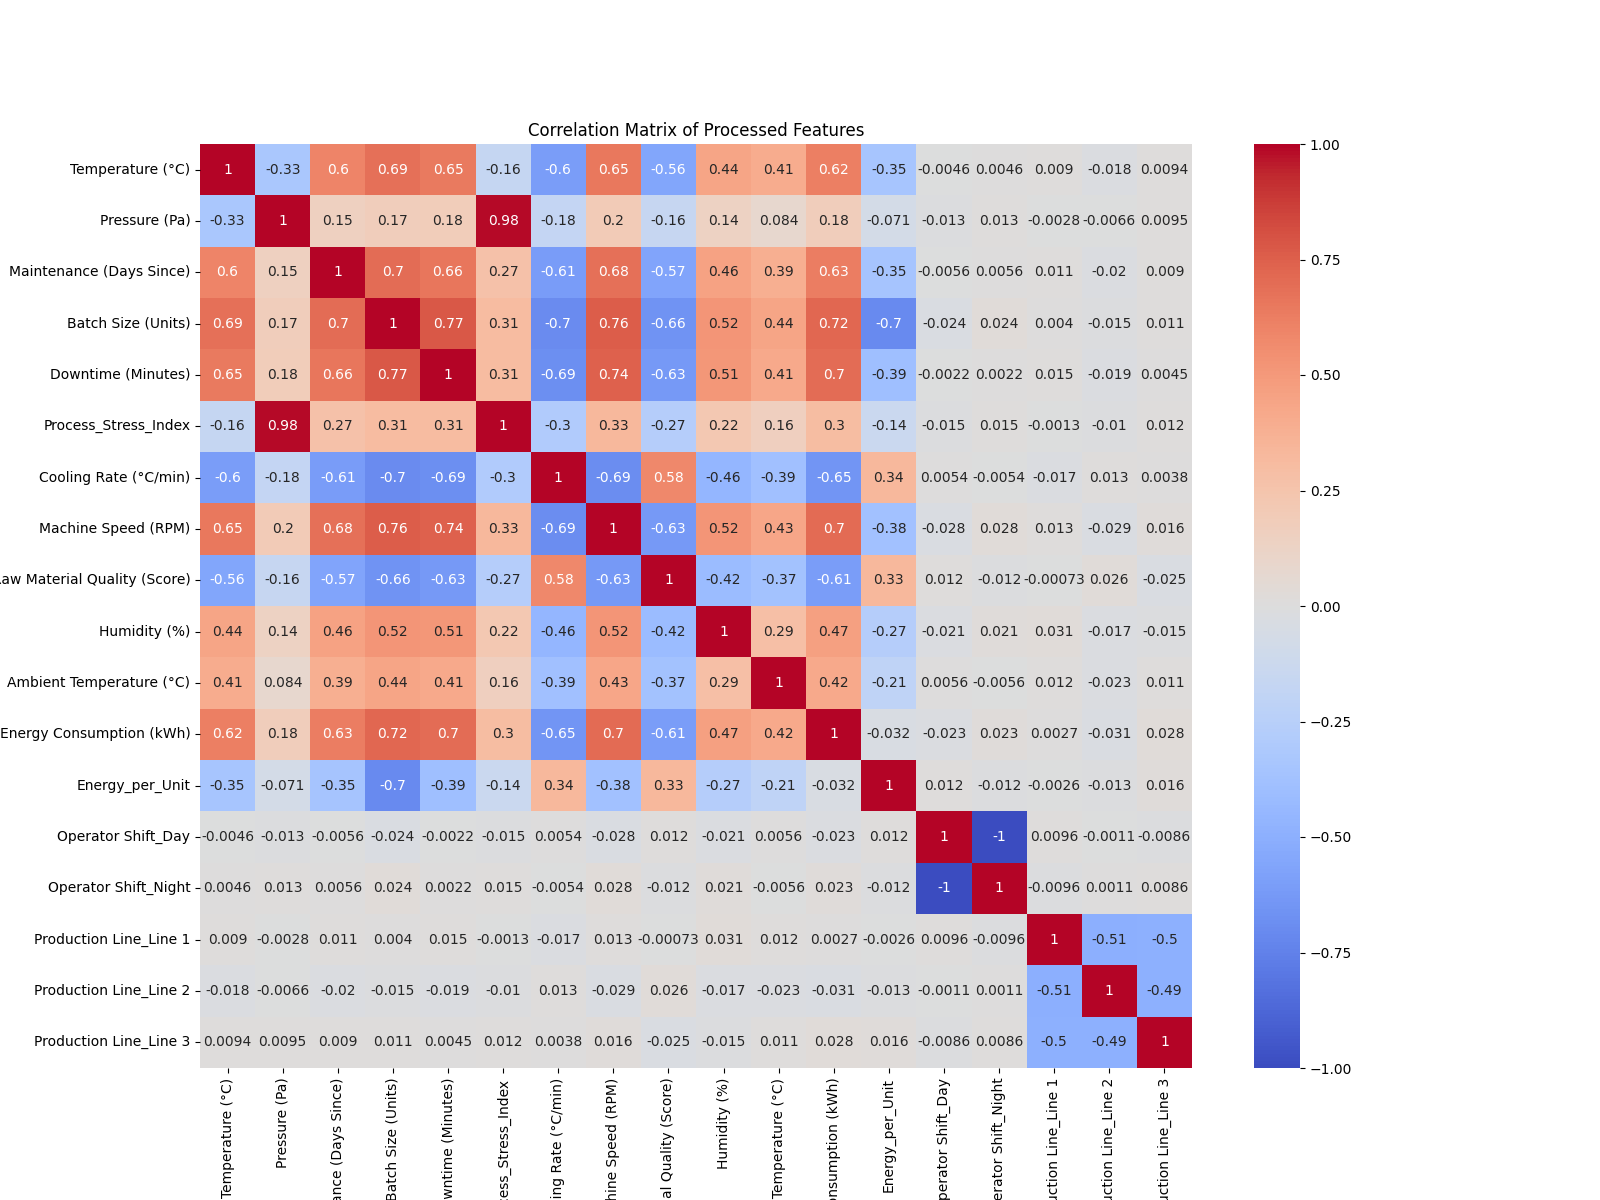 Correlation Matrix of Processed Features
Temperature (°C) 1 -0.33 0.6 0.69 0.65 -0.16 -0.6 0.65 -0.56 0.44 0.41 0.62 -0.35 -0.0046 0.0046 0.009 -0.018 0.0094
Pressure (Pa) -0.33 1 0.15 0.17 0.18 0.98 -0.18 0.2 -0.16 0.14 0.084 0.18 -0.071 -0.013 0.013 -0.0028 -0.0066 0.0095
Maintenance (Days Since) 0.6 0.15 1 0.7 0.66 0.27 -0.61 0.68 -0.57 0.46 0.39 0.63 -0.35 -0.0056 0.0056 0.011 -0.02 0.009
Batch Size (Units) 0.69 0.17 0.7 1 0.77 0.31 -0.7 0.76 -0.66 0.52 0.44 0.72 -0.7 -0.024 0.024 0.004 -0.015 0.011
Downtime (Minutes) 0.65 0.18 0.66 0.77 1 0.31 -0.69 0.74 -0.63 0.51 0.41 0.7 -0.39 -0.0022 0.0022 0.015 -0.019 0.0045
Process_Stress_Index -0.16 0.98 0.27 0.31 0.31 1 -0.3 0.33 -0.27 0.22 0.16 0.3 -0.14 -0.015 0.015 -0.0013 -0.01 0.012
Cooling Rate (°C/min) -0.6 -0.18 -0.61 -0.7 -0.69 -0.3 1 -0.69 0.58 -0.46 -0.39 -0.65 0.34 0.0054 -0.0054 -0.017 0.013 0.0038
Machine Speed (RPM) 0.65 0.2 0.68 0.76 0.74 0.33 -0.69 1 -0.63 0.52 0.43 0.7 -0.38 -0.028 0.028 0.013 -0.029 0.016
aw Material Quality (Score) -0.56 -0.16 -0.57 -0.66 -0.63 -0.27 0.58 -0.63 1 -0.42 -0.37 -0.61 0.33 0.012 -0.012 -0.00073 0.026 -0.025
Humidity (%) 0.44 0.14 0.46 0.52 0.51 0.22 -0.46 0.52 -0.42 1 0.29 0.47 -0.27 -0.021 0.021 0.031 -0.017 -0.015
Ambient Temperature (°C) 0.41 0.084 0.39 0.44 0.41 0.16 -0.39 0.43 -0.37 0.29 1 0.42 -0.21 0.0056 -0.0056 0.012 -0.023 0.011
Energy Consumption (kWh) 0.62 0.18 0.63 0.72 0.7 0.3 -0.65 0.7 -0.61 0.47 0.42 1 -0.032 -0.023 0.023 0.0027 -0.031 0.028
Energy_per_Unit -0.35 -0.071 -0.35 -0.7 -0.39 -0.14 0.34 -0.38 0.33 -0.27 -0.21 -0.032 1 0.012 -0.012 -0.0026 -0.013 0.016
Operator Shift_Day -0.0046 -0.013 -0.0056 -0.024 -0.0022 -0.015 0.0054 -0.028 0.012 -0.021 0.0056 -0.023 0.012 1 -1 0.0096 -0.0011 -0.0086
Operator Shift_Night 0.0046 0.013 0.0056 0.024 0.0022 0.015 -0.0054 0.028 -0.012 0.021 -0.0056 0.023 -0.012 -1 1 -0.0096 0.0011 0.0086
Production Line_Line 1 0.009 -0.0028 0.011 0.004 0.015 -0.0013 -0.017 0.013 -0.00073 0.031 0.012 0.0027 -0.0026 0.0096 -0.0096 1 -0.51 -0.5
Production Line_Line 2 -0.018 -0.0066 -0.02 -0.015 -0.019 -0.01 0.013 -0.029 0.026 -0.017 -0.023 -0.031 -0.013 -0.0011 0.0011 -0.51 1 -0.49
Production Line_Line 3 0.0094 0.0095 0.009 0.011 0.0045 0.012 0.0038 0.016 -0.025 -0.015 0.011 0.028 0.016 -0.0086 0.0086 -0.5 -0.49 1
Temperature (°C)
Pressure (Pa)
ance (Days Since)
Batch Size (Units)
wntime (Minutes)
ess_Stress_Index
ing Rate (°C/min)
hine Speed (RPM)
al Quality (Score)
Humidity (%)
Temperature (°C)
nsumption (kWh)
Energy_per_Unit
perator Shift_Day
erator Shift_Night
uction Line_Line 1
uction Line_Line 2
uction Line_Line 3
1.00
0.75
0.50
0.25
0.00
−0.25
−0.50
−0.75
−1.00